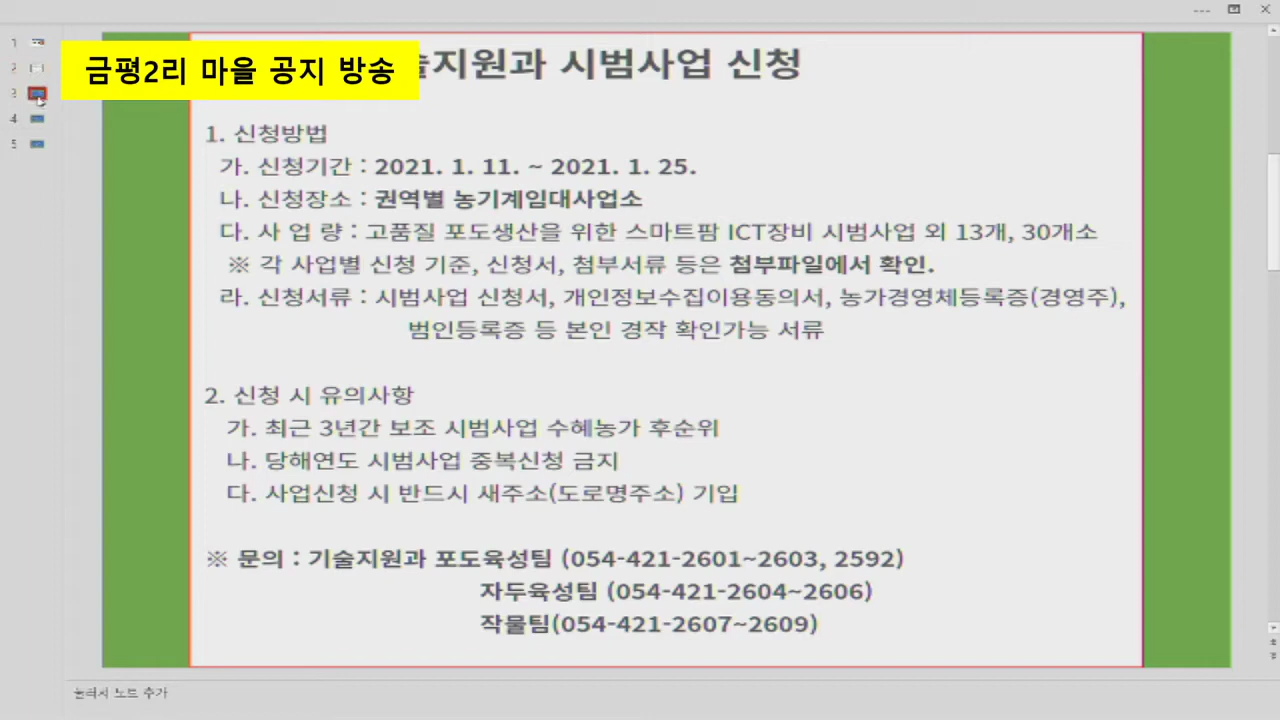 금평2리 마을 공지 방송
술지원과 시범사업 신청
1. 신청방법
가. 신청기간 : 2021. 1. 11. ~ 2021. 1. 25.
나. 신청장소 : 권역별 농기계임대사업소
다. 사 업 량 : 고품질 포도생산을 위한 스마트팜 ICT장비 시범사업 외 13개, 30개소
※ 각 사업별 신청 기준, 신청서, 첨부서류 등은 첨부파일에서 확인.
라. 신청서류 : 시범사업 신청서, 개인정보수집이용동의서, 농가경영체등록증(경영주),
범인등록증 등 본인 경작 확인가능 서류
2. 신청 시 유의사항
가. 최근 3년간 보조 시범사업 수혜농가 후순위
나. 당해연도 시범사업 중복신청 금지
다. 사업신청 시 반드시 새주소(도로명주소) 기입
※ 문의 : 기술지원과 포도육성팀 (054-421-2601~2603, 2592)
자두육성팀 (054-421-2604~2606)
작물팀(054-421-2607~2609)
1
2
3
4
5
눌러서 노트 추가